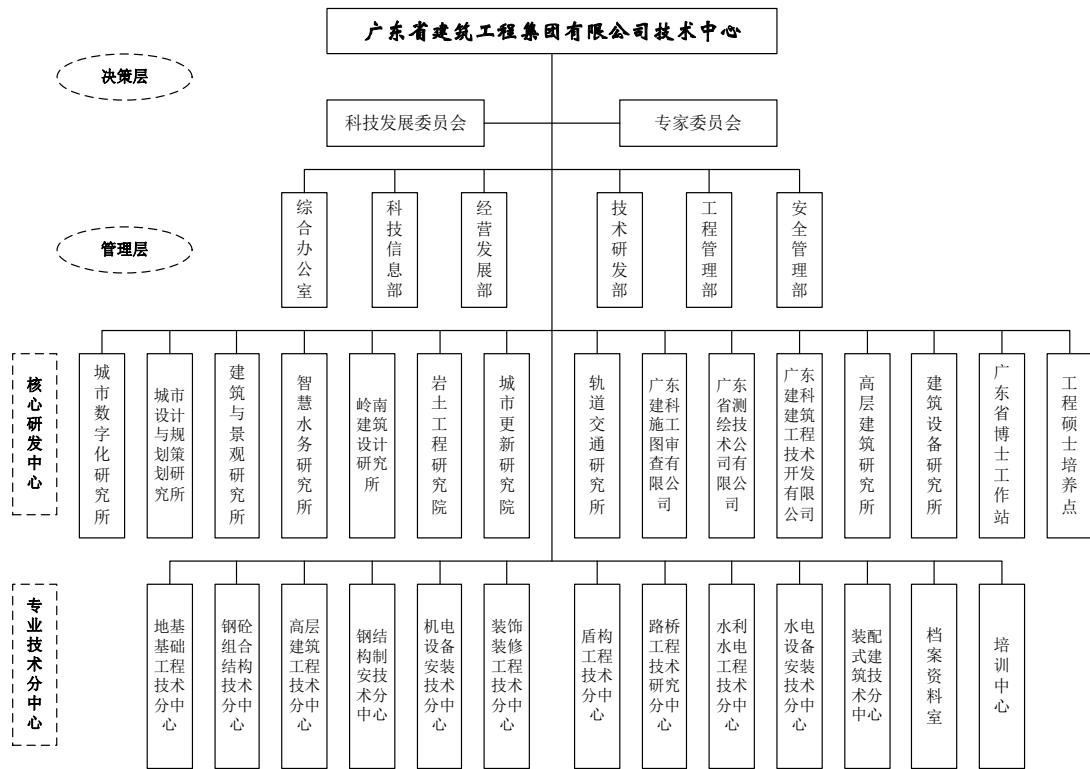 广东省建筑工程集团有限公司技术中心
决策层
科技发展委员会
专家委员会
管理层
综合办公室
科技信息部
经营发展部
技术研发部
工程管理部
安全管理部
核心研发中心
城市数字化研究所
城市设计与规划策划研究所
建筑与景观研究所
智慧水务研究所
岭南建筑设计研究所
岩土工程研究院
城市更新研究院
轨道交通研究所
广东建科施工图审查有限公司
广东省测绘技术公司有限公司
广东建科建筑工程技术开发有限公司
高层建筑研究所
建筑设备研究所
广东省博士工作站
工程硕士培养点
专业技术分中心
地基基础工程技术分中心
钢砼组合结构技术分中心
高层建筑工程技术分中心
钢结构制安技术分中心
机电设备安装技术分中心
装饰装修工程技术分中心
盾构工程技术分中心
路桥工程技术研究分中心
水利水电工程技术分中心
水电设备安装技术分中心
装配式建筑技术分中心
档案资料室
培训中心